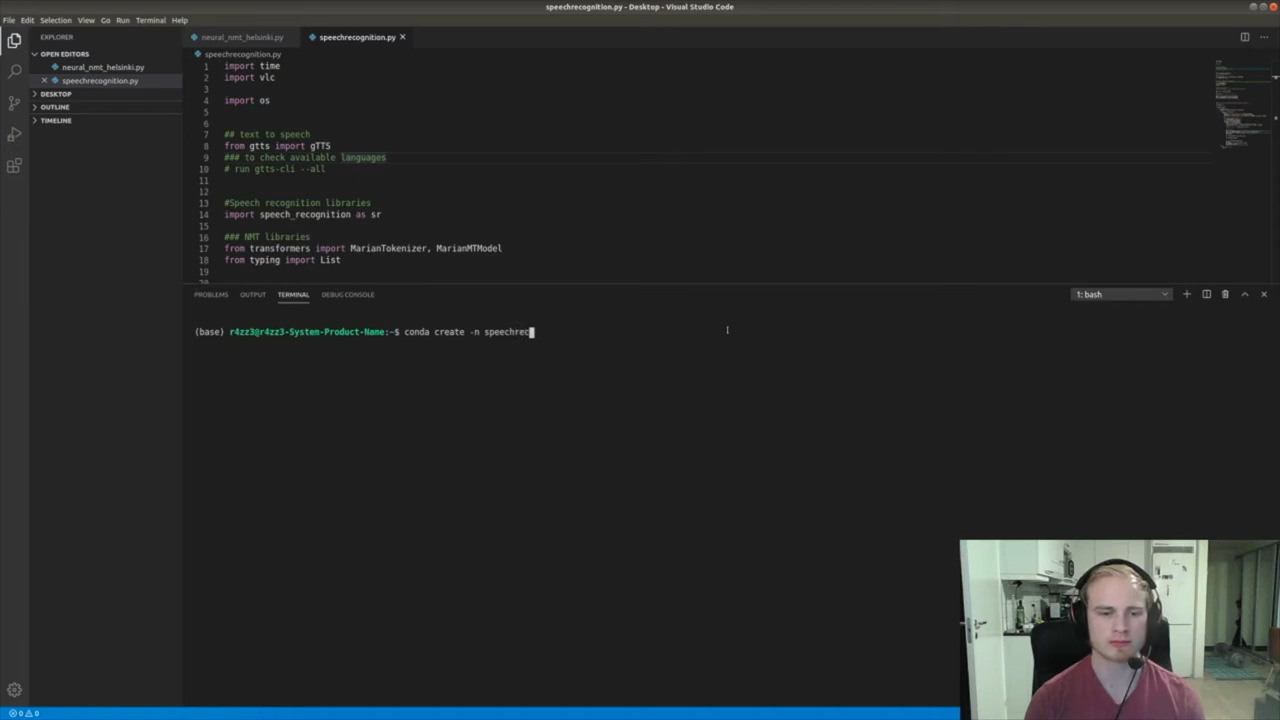 speechrecognition.py - Desktop - Visual Studio Code
File Edit Selection View Go Run Terminal Help
EXPLORER
OPEN EDITORS
neural_nmt_helsinki.py
speechrecognition.py
DESKTOP
OUTLINE
TIMELINE
neural_nmt_helsinki.py
speechrecognition.py
speechrecognition.py
1 import time
2 import vlc
3
4 import os
5
6
7 ## text to speech
8 from gtts import gTTS
9 ### to check available languages
10 # run gtts-cli --all
11
12
13 #Speech recognition libraries
14 import speech_recognition as sr
15
16 ### NMT libraries
17 from transformers import MarianTokenizer, MarianMTModel
18 from typing import List
19
PROBLEMS OUTPUT TERMINAL DEBUG CONSOLE
1: bash
(base) r4zz3@r4zz3-System-Product-Name:~$ conda create -n speechrec
0 0